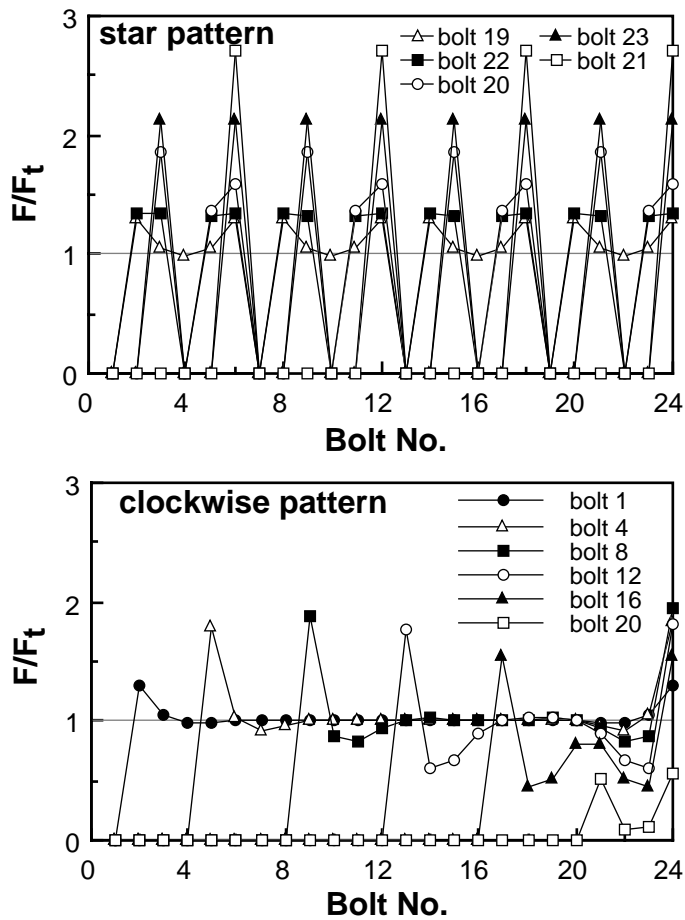 star pattern
bolt 19
bolt 23
bolt 22
bolt 21
bolt 20
3
2
1
0
F/Ft
0 4 8 12 16 20 24
Bolt No.
clockwise pattern
bolt 1
bolt 4
bolt 8
bolt 12
bolt 16
bolt 20
3
2
1
0
F/Ft
0 4 8 12 16 20 24
Bolt No.